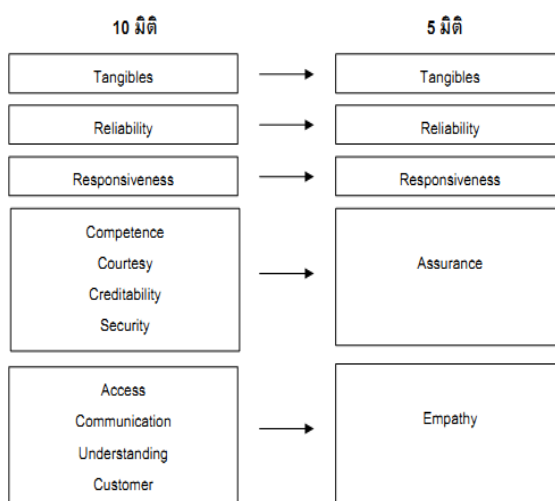 10 มิติ
5 มิติ
Tangibles
Tangibles
Reliability
Reliability
Responsiveness
Responsiveness
Competence
Courtesy
Creditability
Security
Assurance
Access
Communication
Understanding
Customer
Empathy